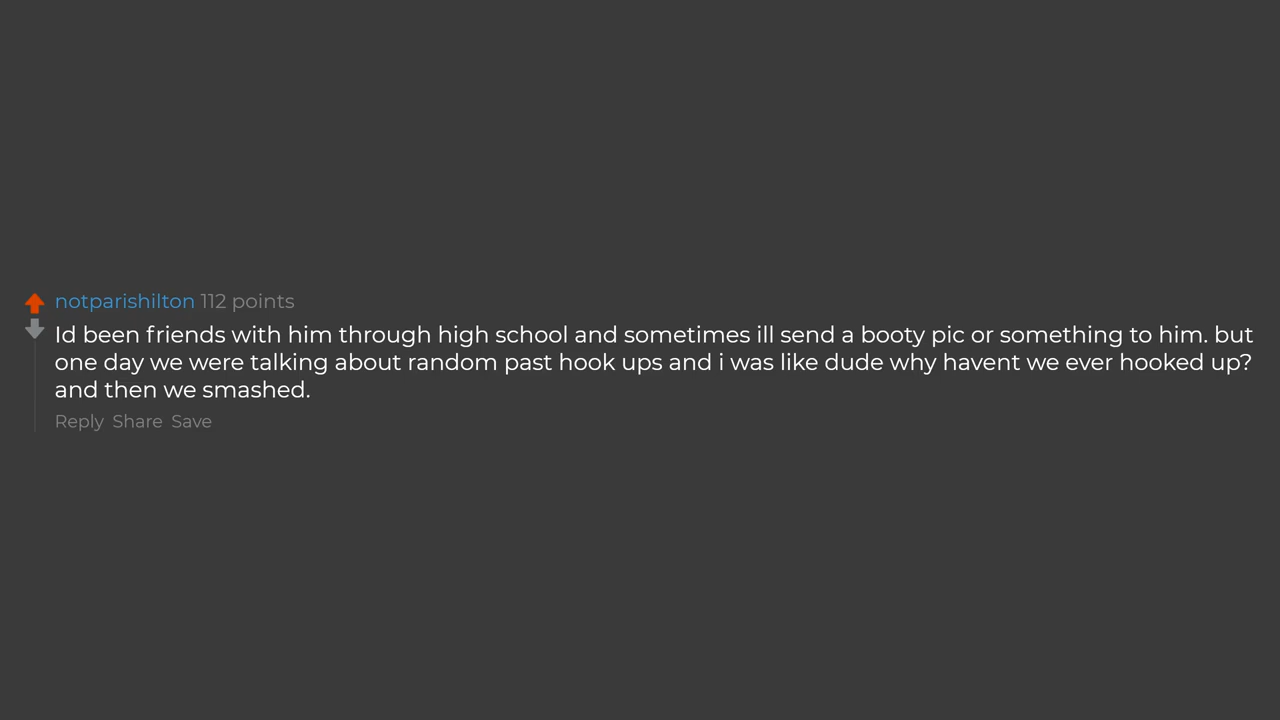 notparishilton 112 points
Id been friends with him through high school and sometimes ill send a booty pic or something to him. but
one day we were talking about random past hook ups and i was like dude why havent we ever hooked up?
and then we smashed.
Reply Share Save